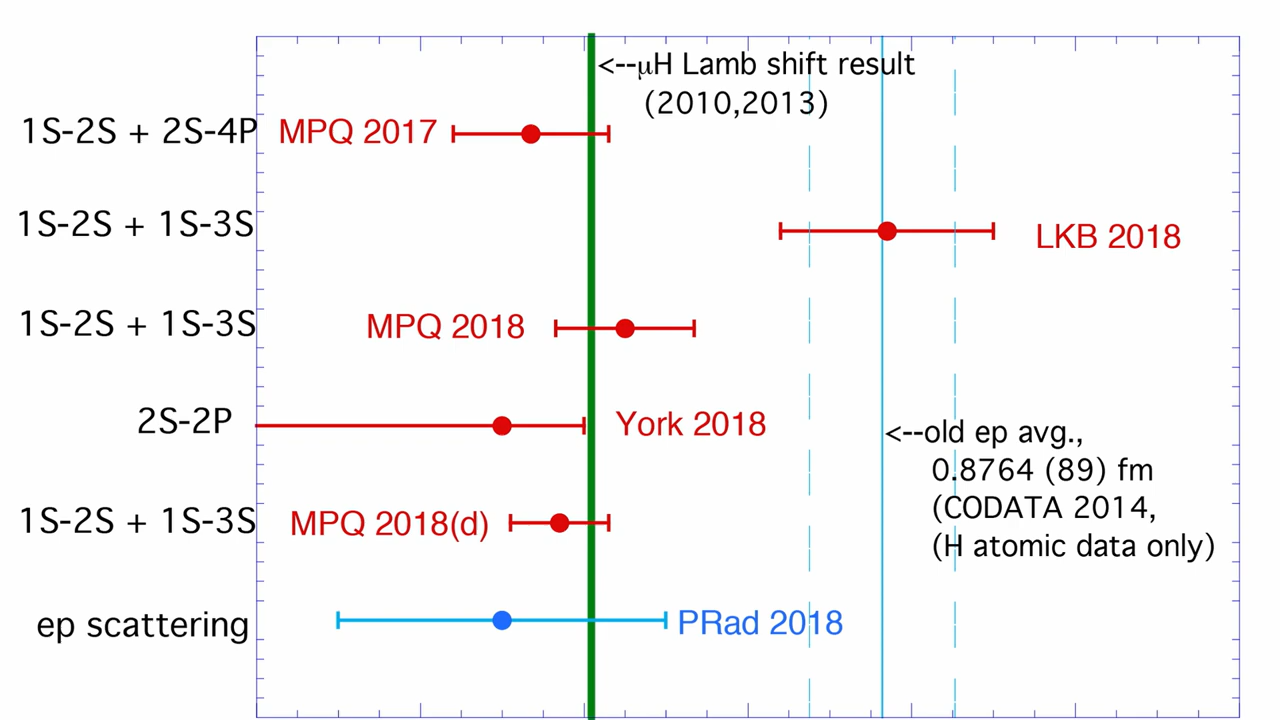 <--μH Lamb shift result
(2010,2013)
1S-2S + 2S-4P MPQ 2017
1S-2S + 1S-3S LKB 2018
1S-2S + 1S-3S MPQ 2018
2S-2P York 2018
<--old ep avg.,
0.8764 (89) fm
(CODATA 2014,
(H atomic data only)
1S-2S + 1S-3S MPQ 2018(d)
ep scattering PRad 2018